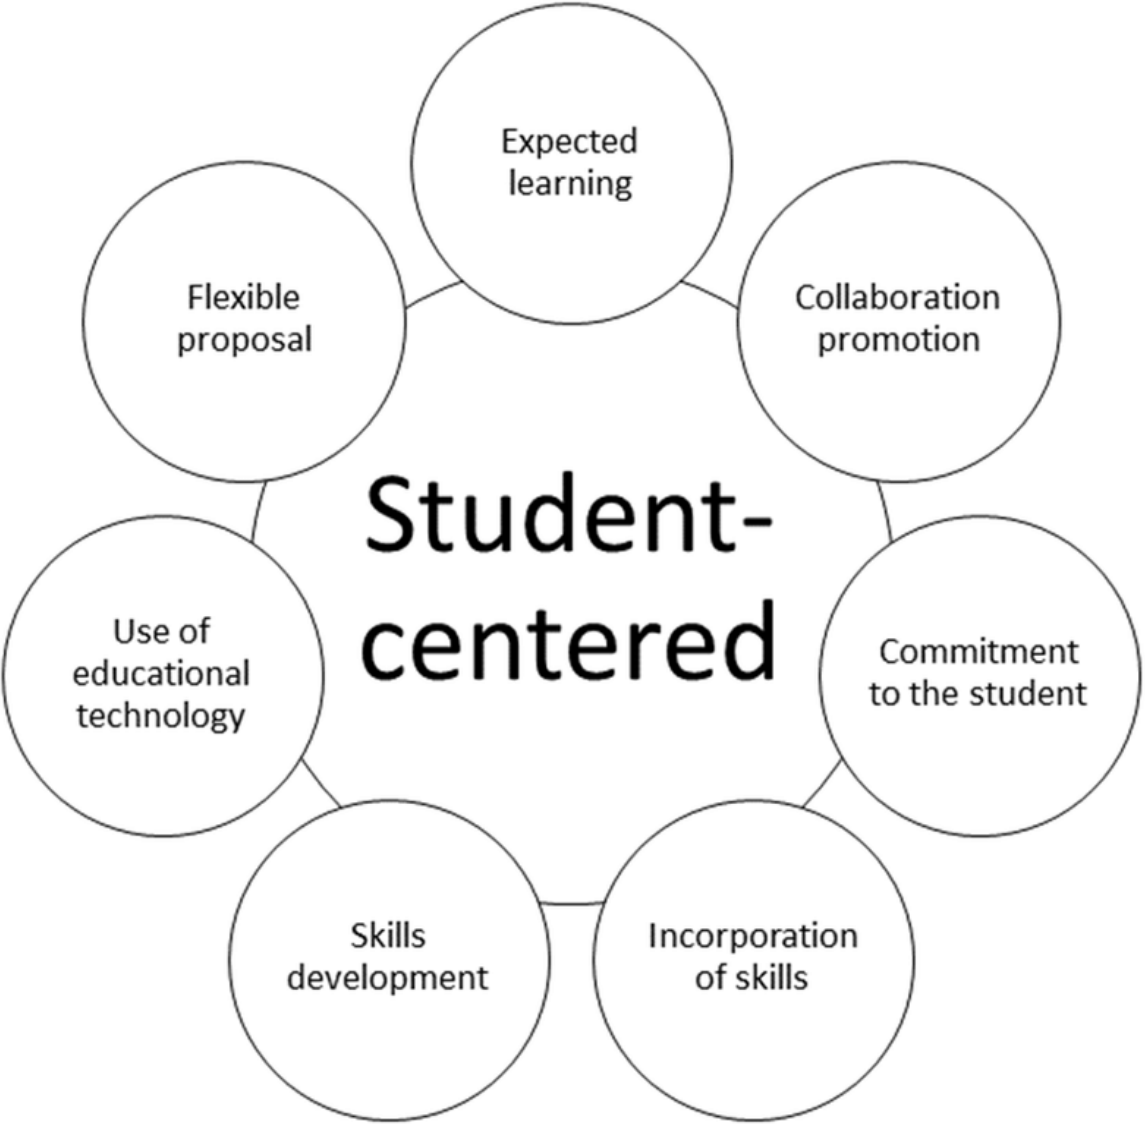 Expected
learning
Collaboration
promotion
Commitment
to the student
Incorporation
of skills
Skills
development
Use of
educational
technology
Flexible
proposal
Student-
centered